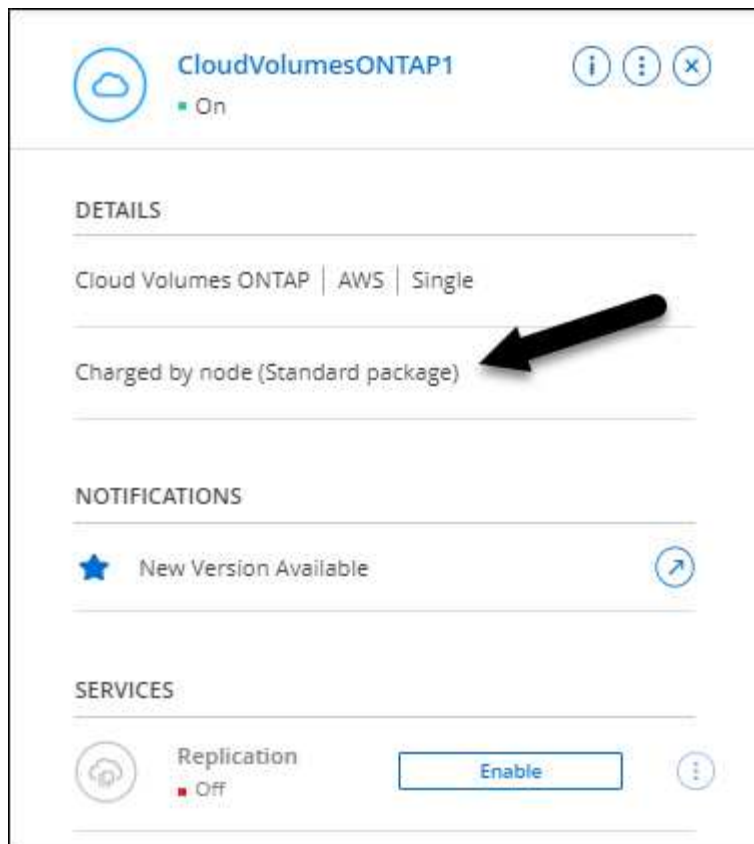 CloudVolumesONTAP1
On
DETAILS
Cloud Volumes ONTAP | AWS | Single
Charged by node (Standard package)
NOTIFICATIONS
New Version Available
SERVICES
Replication
Enable
Off